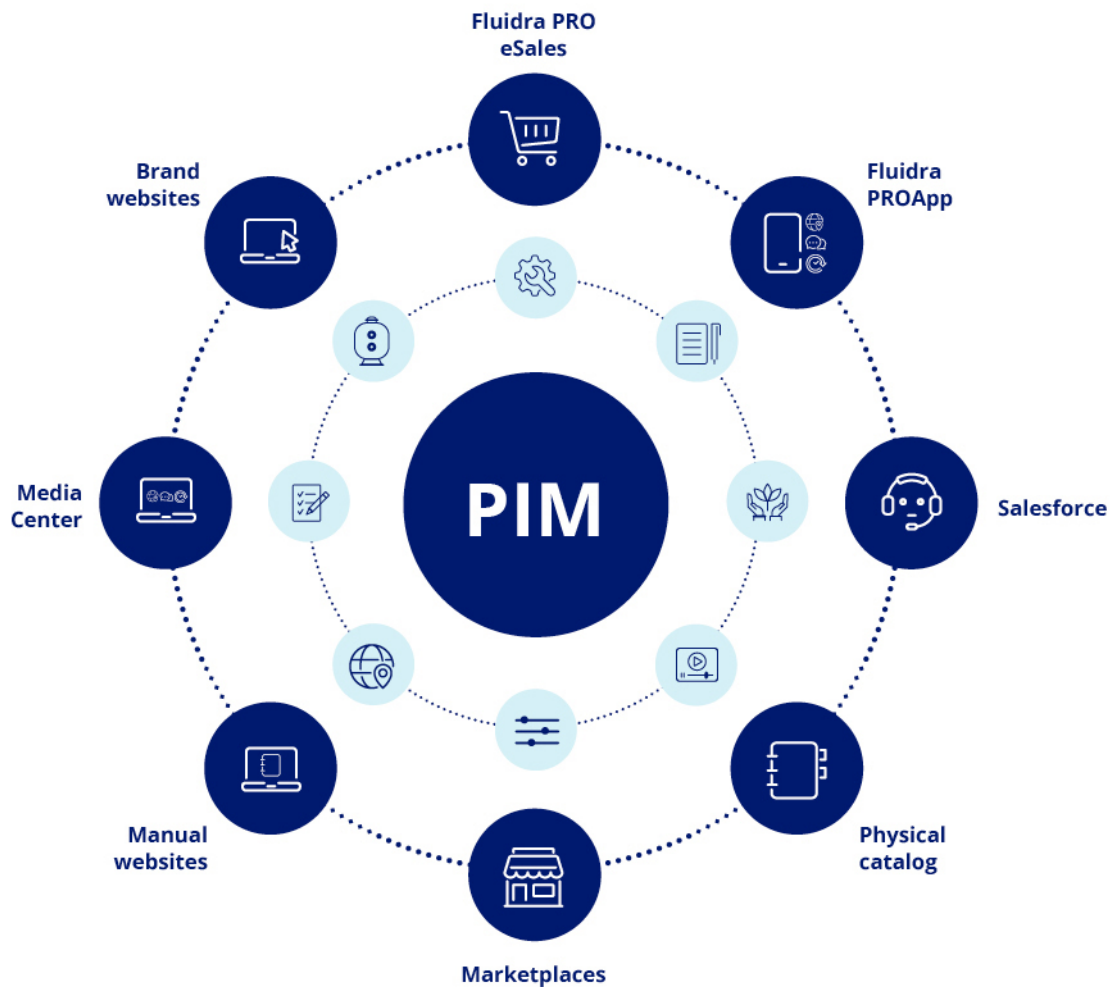 Fluidra PRO
eSales
Brand
websites
Fluidra
PROApp
Media
Center
PIM
Salesforce
Manual
websites
Physical
catalog
Marketplaces